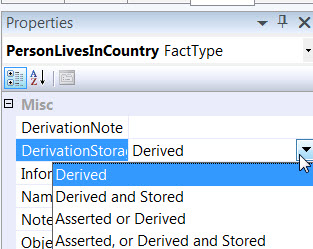 Properties
PersonLivesInCountry FactType
Misc
DerivationNote
DerivationStorag Derived
Infor Derived
Nam Derived and Stored
Note Asserted or Derived
Obje Asserted, or Derived and Stored